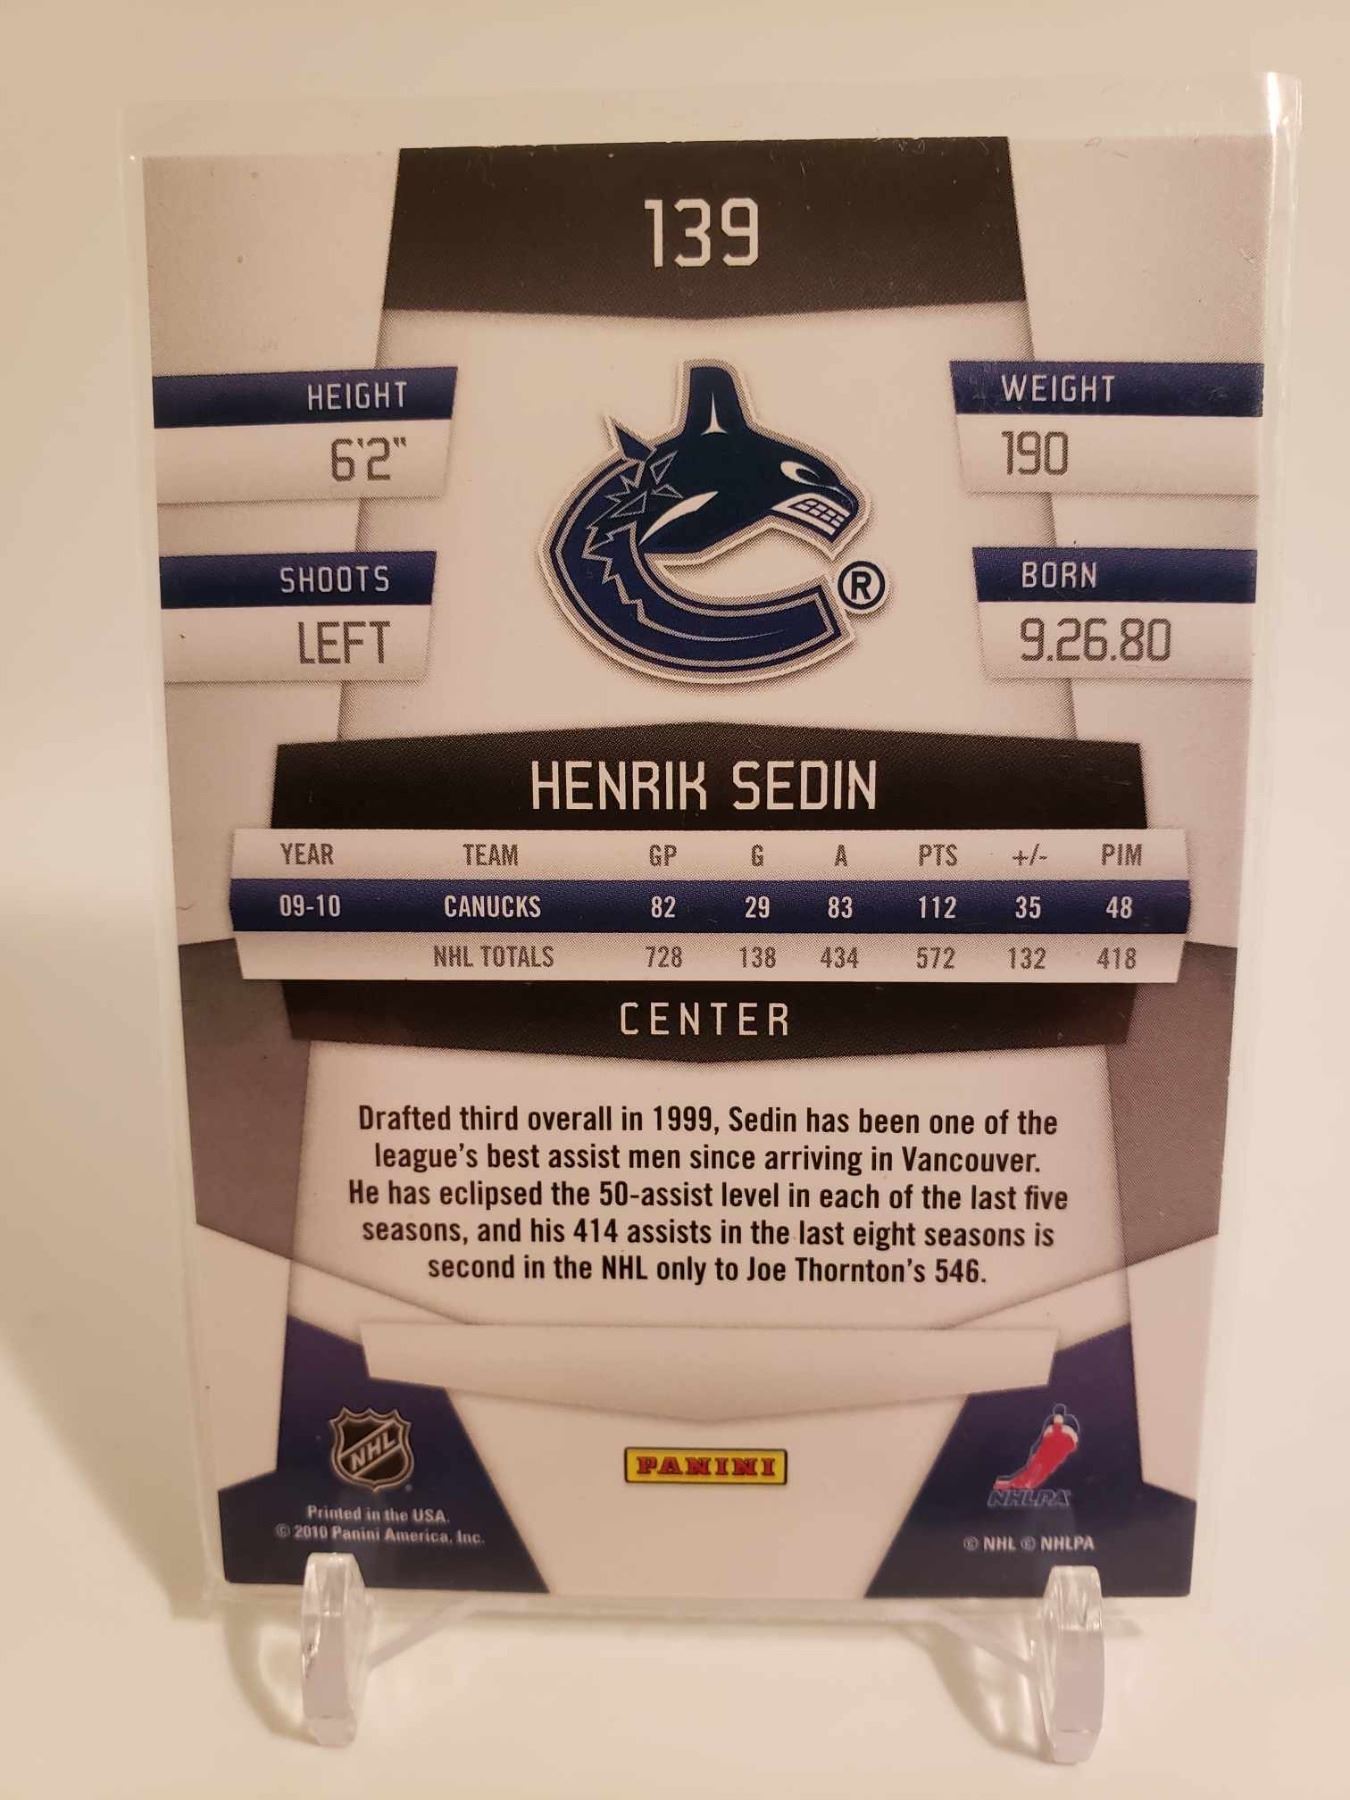 139
HEIGHT
6'2"
WEIGHT
190
®
SHOOTS
LEFT
BORN
9.26.80
HENRIK SEDIN
YEAR TEAM GP G A PTS +/- PIM
09-10 CANUCKS 82 29 83 112 35 48
NHL TOTALS 728 138 434 572 132 418
CENTER
Drafted third overall in 1999, Sedin has been one of the
league's best assist men since arriving in Vancouver.
He has eclipsed the 50-assist level in each of the last five
seasons, and his 414 assists in the last eight seasons is
second in the NHL only to Joe Thornton's 546.
NHL
PANINI
NHLPA
Printed in the USA.
© 2010 Panini America, Inc.
© NHL © NHLPA